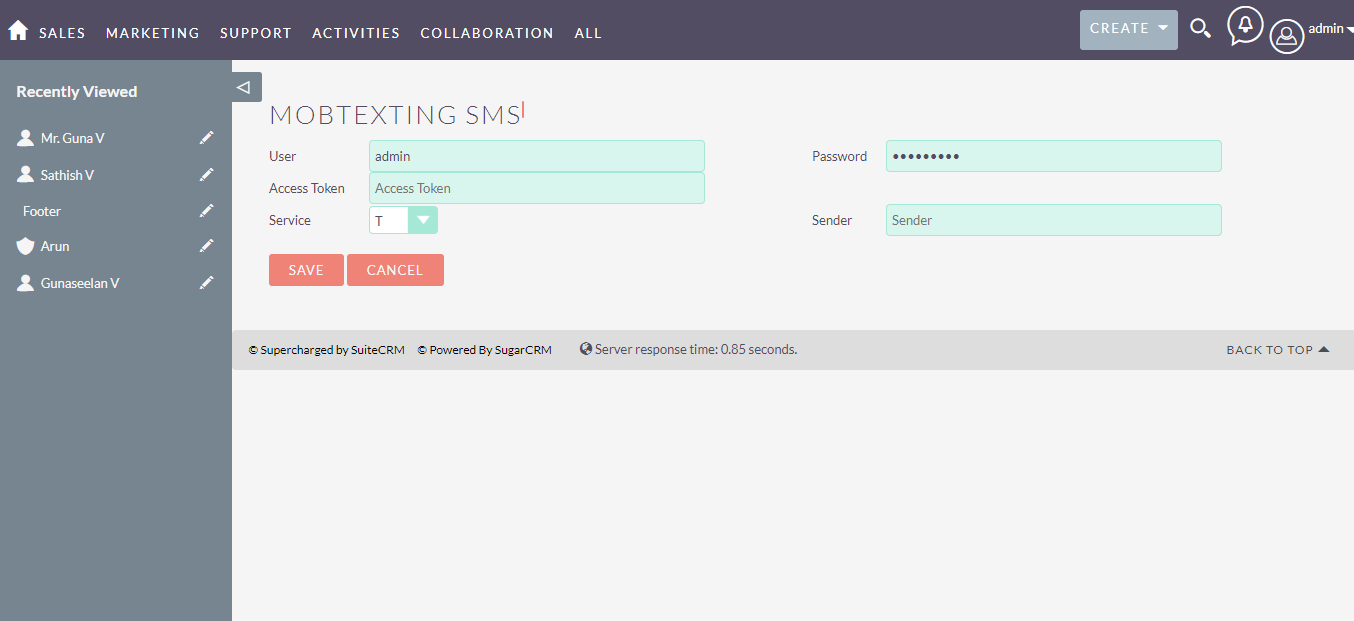 SALES MARKETING SUPPORT ACTIVITIES COLLABORATION ALL CREATE admin
Recently Viewed
Mr. Guna V
Sathish V
Footer
Arun
Gunaseelan V
MOBTEXTING SMS
User admin Password •••••••••
Access Token Access Token
Service T Sender Sender
SAVE CANCEL
© Supercharged by SuiteCRM © Powered By SugarCRM Server response time: 0.85 seconds. BACK TO TOP